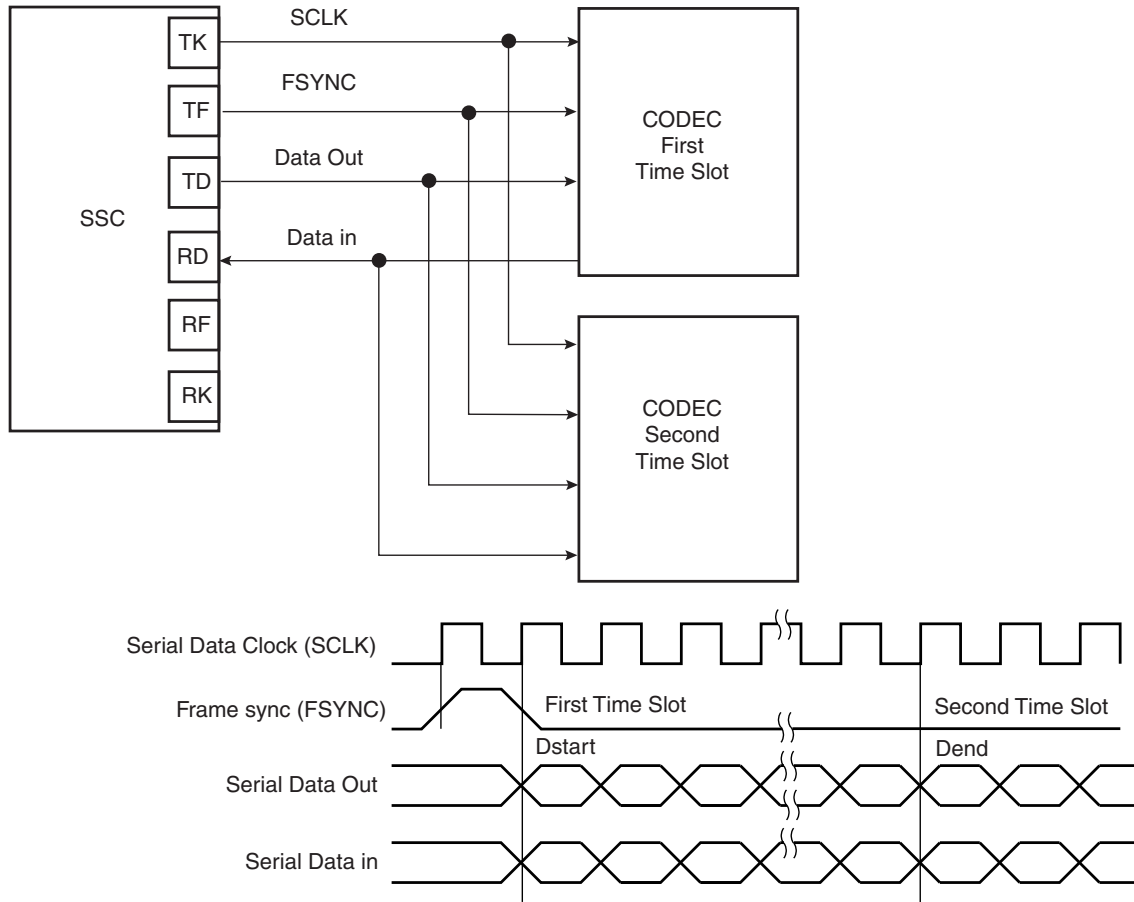 SSC
TK
TF
TD
RD
RF
RK
SCLK
FSYNC
Data Out
Data in
CODEC
First
Time Slot
CODEC
Second
Time Slot
Serial Data Clock (SCLK)
Frame sync (FSYNC)
First Time Slot
Second Time Slot
Dstart
Dend
Serial Data Out
Serial Data in